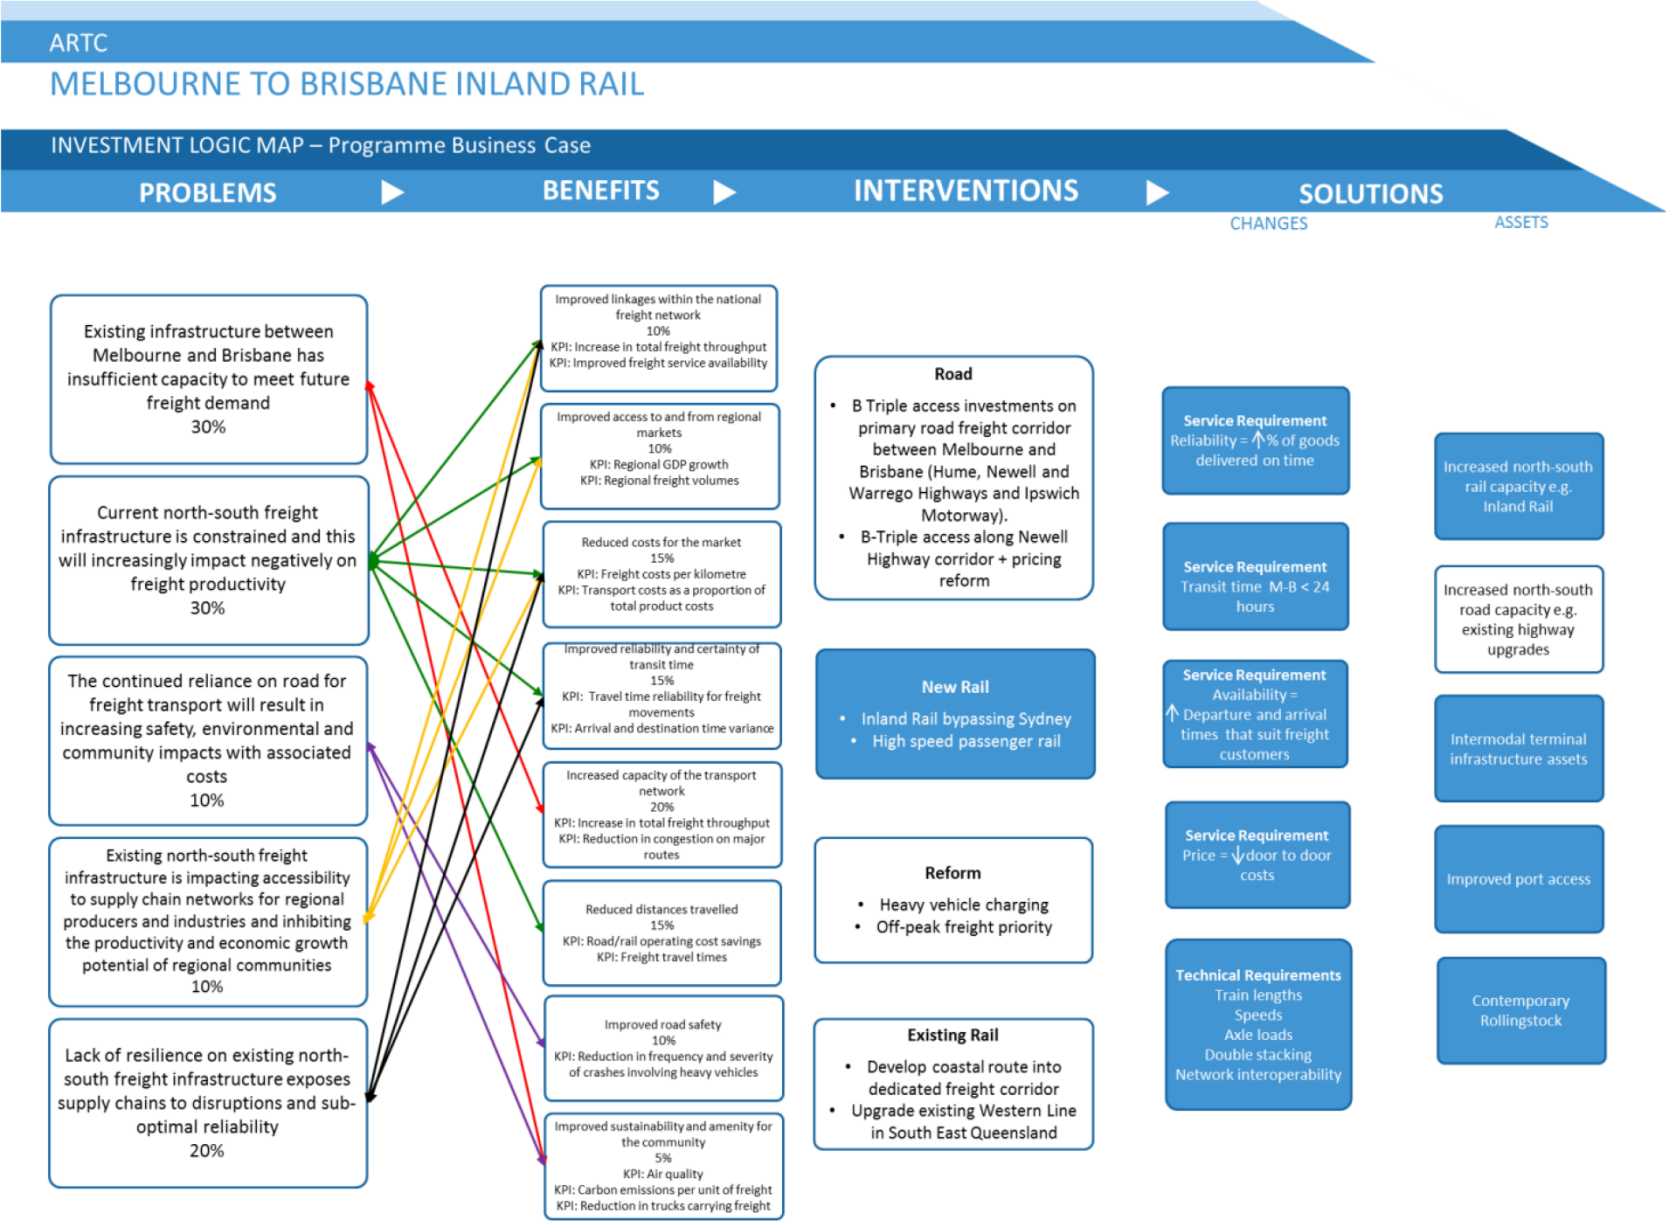 ARTC
MELBOURNE TO BRISBANE INLAND RAIL
INVESTMENT LOGIC MAP – Programme Business Case
PROBLEMS
BENEFITS
INTERVENTIONS
SOLUTIONS
CHANGES
ASSETS
Existing infrastructure between
Melbourne and Brisbane has
insufficient capacity to meet future
freight demand
30%
Current north-south freight
infrastructure is constrained and this
will increasingly impact negatively on
freight productivity
30%
The continued reliance on road for
freight transport will result in
increasing safety, environmental and
community impacts with associated
costs
10%
Existing north-south freight
infrastructure is impacting accessibility
to supply chain networks for regional
producers and industries and inhibiting
the productivity and economic growth
potential of regional communities
10%
Lack of resilience on existing north-
south freight infrastructure exposes
supply chains to disruptions and sub-
optimal reliability
20%
Improved linkages within the national
freight network
10%
KPI: Increase in total freight throughput
KPI: Improved freight service availability
Improved access to and from regional
markets
10%
KPI: Regional GDP growth
KPI: Regional freight volumes
Reduced costs for the market
15%
KPI: Freight costs per kilometre
KPI: Transport costs as a proportion of
total product costs
Improved reliability and certainty of
transit time
15%
KPI: Travel time reliability for freight
movements
KPI: Arrival and destination time variance
Increased capacity of the transport
network
20%
KPI: Increase in total freight throughput
KPI: Reduction in congestion on major
routes
Reduced distances travelled
15%
KPI: Road/rail operating cost savings
KPI: Freight travel times
Improved road safety
10%
KPI: Reduction in frequency and severity
of crashes involving heavy vehicles
Improved sustainability and amenity for
the community
5%
KPI: Air quality
KPI: Carbon emissions per unit of freight
KPI: Reduction in trucks carrying freight
Road
• B Triple access investments on
primary road freight corridor
between Melbourne and
Brisbane (Hume, Newell and
Warrego Highways and Ipswich
Motorway).
• B-Triple access along Newell
Highway corridor + pricing
reform
New Rail
• Inland Rail bypassing Sydney
• High speed passenger rail
Reform
• Heavy vehicle charging
• Off-peak freight priority
Existing Rail
• Develop coastal route into
dedicated freight corridor
• Upgrade existing Western Line
in South East Queensland
Service Requirement
Reliability = ↑% of goods
delivered on time
Service Requirement
Transit time M-B < 24
hours
Service Requirement
Availability =
↑ Departure and arrival
times that suit freight
customers
Service Requirement
Price = ↓door to door
costs
Technical Requirements
Train lengths
Speeds
Axle loads
Double stacking
Network interoperability
Increased north-south
rail capacity e.g.
Inland Rail
Increased north-south
road capacity e.g.
existing highway
upgrades
Intermodal terminal
infrastructure assets
Improved port access
Contemporary
Rollingstock